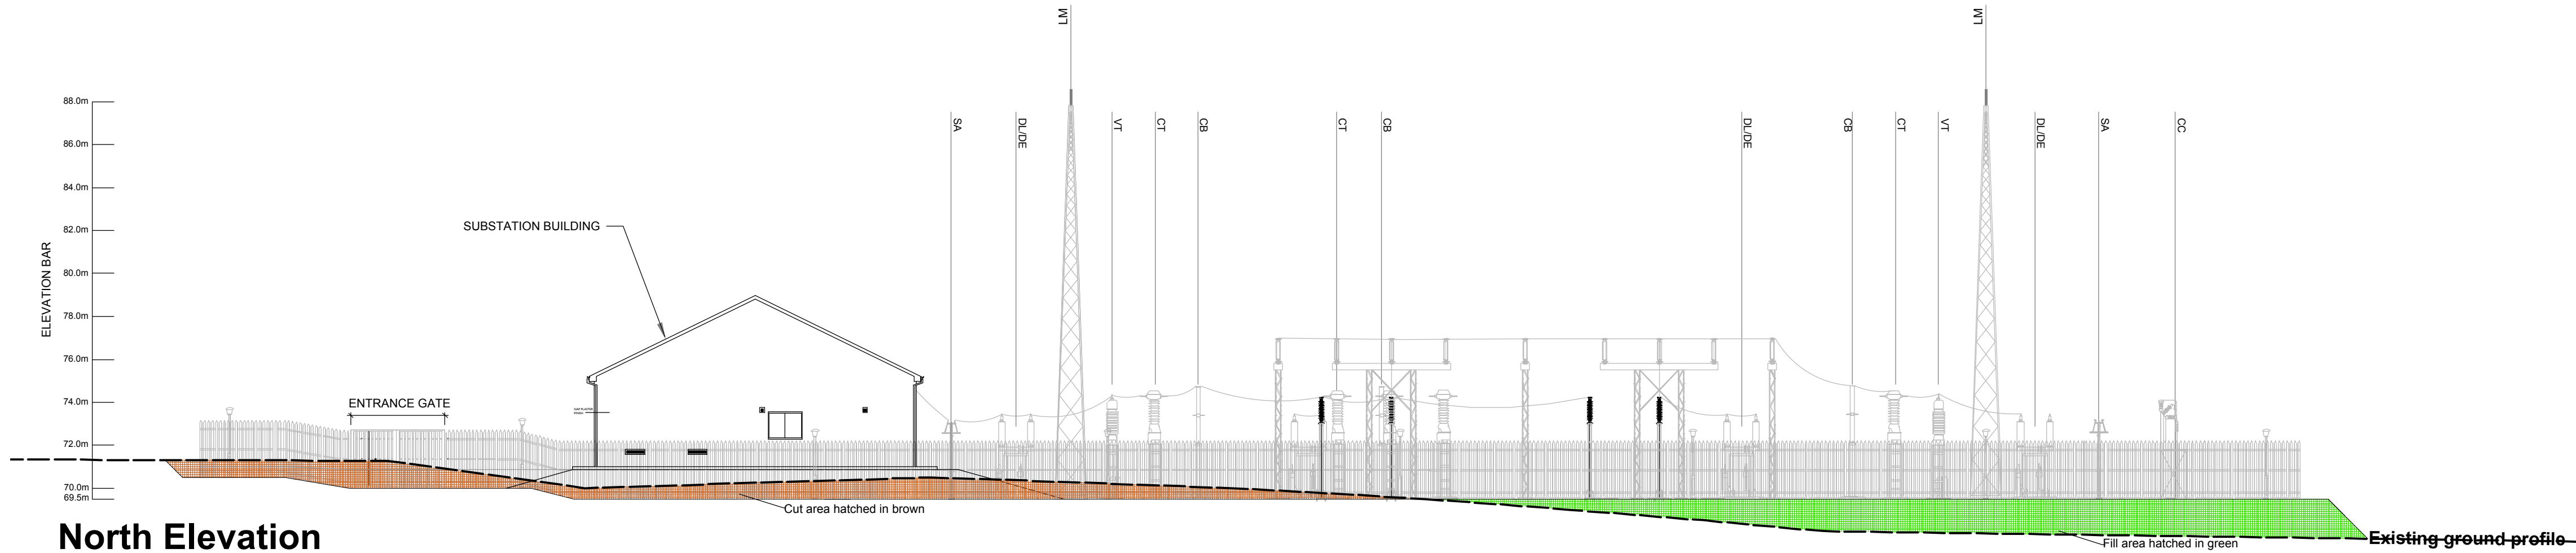 LM
LM
88.0m
86.0m
84.0m
82.0m
80.0m
78.0m
76.0m
74.0m
72.0m
70.0m
69.5m
ELEVATION BAR
SA
DL/DE
VT
CT
CB
CT
CB
DL/DE
CB
CT
VT
DL/DE
SA
CC
SUBSTATION BUILDING
ENTRANCE GATE
Cut area hatched in brown
Fill area hatched in green
Existing ground profile
North Elevation